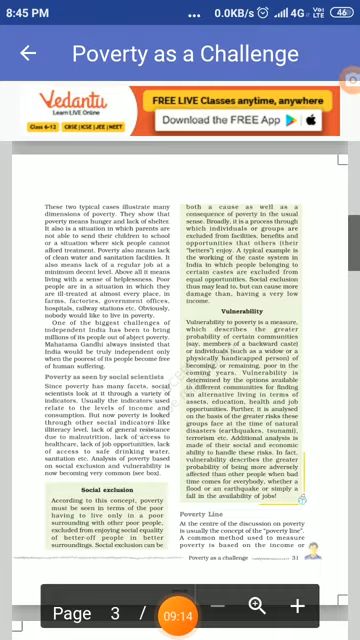 8:45 PM
... 0.0KB/s 4G VoLTE 46
Poverty as a Challenge
Vedantu
Learn LIVE Online
Class 6-12 CBSE|ICSE|JEE|NEET
FREE LIVE Classes anytime, anywhere
Download the FREE App
These two typical cases illustrate many
dimensions of poverty. They show that
poverty means hunger and lack of shelter.
It also is a situation in which parents
are not able to send their children to
school or a situation where sick people cannot
afford treatment. Poverty also means lack
of clean water and sanitation facilities. It
also means lack of a regular job at a
minimum decent level. Above all it means
living with a sense of helplessness. Poor
people are in a situation in which they
are ill-treated at almost every place, in
farms, factories, government offices,
hospitals, railway stations etc. Obviously,
nobody would like to live in poverty.
One of the biggest challenges of
independent India has been to bring
millions of its people out of abject poverty.
Mahatama Gandhi always insisted that
India would be truly independent only
when the poorest of its people become free
of human suffering.
Poverty as seen by social scientists
Since poverty has many facets, social
scientists look at it through a variety of
indicators. Usually the indicators used
relate to the levels of income and
consumption. But now poverty is looked
through other social indicators like
illiteracy level, lack of general resistance
due to malnutrition, lack of access to
healthcare, lack of job opportunities, lack
of access to safe drinking water,
sanitation etc. Analysis of poverty based
on social exclusion and vulnerability is
now becoming very common (see box).
Social exclusion
According to this concept, poverty
must be seen in terms of the poor
having to live only in a poor
surrounding with other poor people,
excluded from enjoying social equality
of better-off people in better
surroundings. Social exclusion can be
both a cause as well as a
consequence of poverty in the usual
sense. Broadly, it is a process through
which individuals or groups are
excluded from facilities, benefits and
opportunities that others (their
"betters") enjoy. A typical example is
the working of the caste system in
India in which people belonging to
certain castes are excluded from
equal opportunities. Social exclusion
thus may lead to, but can cause more
damage than, having a very low
income.
Vulnerability
Vulnerability to poverty is a measure,
which describes the greater
probability of certain communities
(say, members of a backward caste)
or individuals (such as a widow or a
physically handicapped person) of
becoming, or remaining, poor in the
coming years. Vulnerability is
determined by the options available
to different communities for finding
an alternative living in terms of
assets, education, health and job
opportunities. Further, it is analysed
on the basis of the greater risks these
groups face at the time of natural
disasters (earthquakes, tsunami),
terrorism etc. Additional analysis is
made of their social and economic
ability to handle these risks. In fact,
vulnerability describes the greater
probability of being more adversely
affected than other people when bad
time comes for everybody, whether a
flood or an earthquake or simply a
fall in the availability of jobs!
Poverty Line
At the centre of the discussion on poverty
is usually the concept of the "poverty line".
A common method used to
measure poverty is based on the income or
Poverty as a challenge 31
Page 3 /
09:14